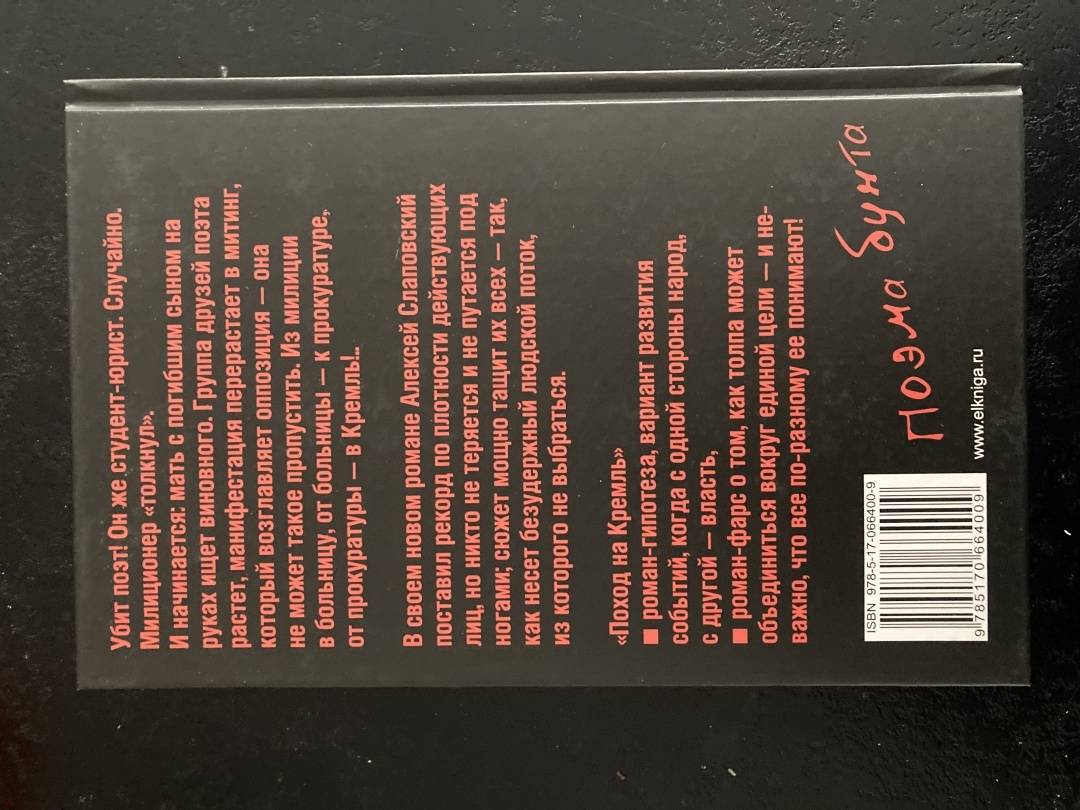 Убит поэт! Он же студент-юрист. Случайно.
Милиционер «толкнул».
И начинается: мать с погибшим сыном на
руках ищет виновного. Группа друзей поэта
растет, манифестация перерастает в митинг,
который возглавляет оппозиция – она
не может такое пропустить. Из милиции
в больницу, от больницы – к прокуратуре,
от прокуратуры – в Кремль!..
В своем новом романе Алексей Слаповский
поставил рекорд по плотности действующих
лиц, но никто не теряется и не путается под
ногами; сюжет мощно тащит их всех – так,
как несет безудержный людской поток,
из которого не выбраться.
«Поход на Кремль»
■ роман-гипотеза, вариант развития
событий, когда с одной стороны народ,
с другой – власть,
■ роман-фарс о том, как толпа может
объединиться вокруг единой цели – и не-
важно, что все по-разному ее понимают!
Поэма бунта
ISBN 978-5-17-066400-9
9 785170 664009
www.elkniga.ru